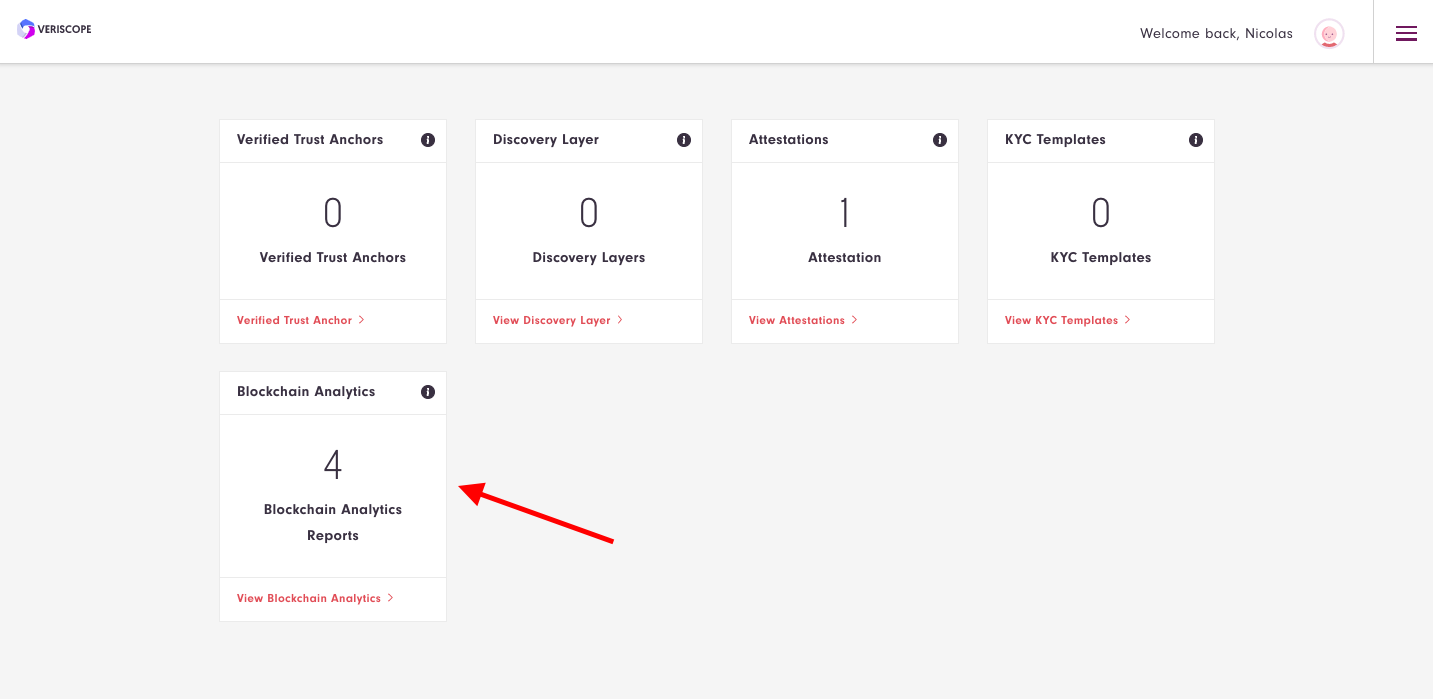 VERISCOPE
Welcome back, Nicolas
Verified Trust Anchors
0
Verified Trust Anchors
Verified Trust Anchor
Discovery Layer
0
Discovery Layers
View Discovery Layer
Attestations
1
Attestation
View Attestations
KYC Templates
0
KYC Templates
View KYC Templates
Blockchain Analytics
4
Blockchain Analytics
Reports
View Blockchain Analytics